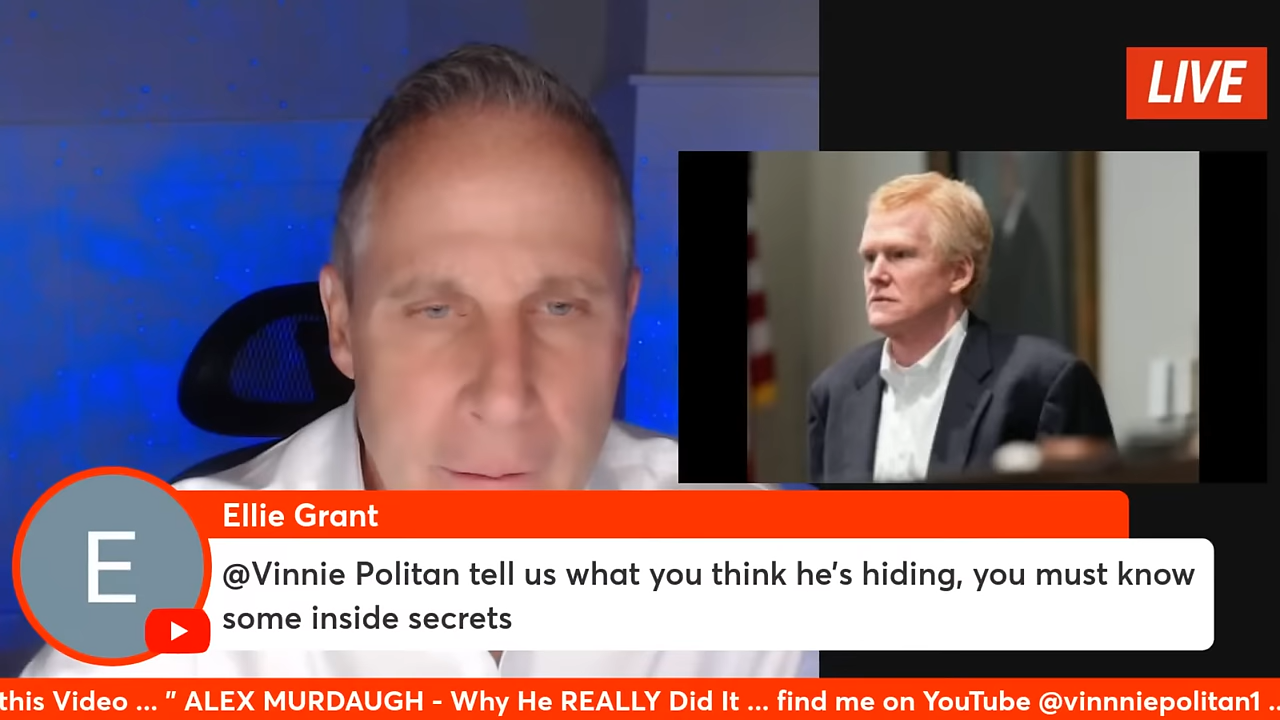 LIVE
E
Ellie Grant
@Vinnie Politan tell us what you think he's hiding, you must know
some inside secrets
this Video ... " ALEX MURDAUGH - Why He REALLY Did It ... find me on YouTube @vinnniepolitan1 ..